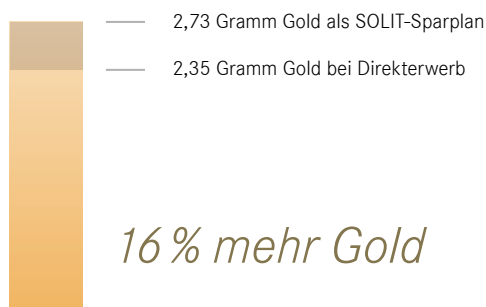 2,73 Gramm Gold als SOLIT-Sparplan
2,35 Gramm Gold bei Direkterwerb
16 % mehr Gold